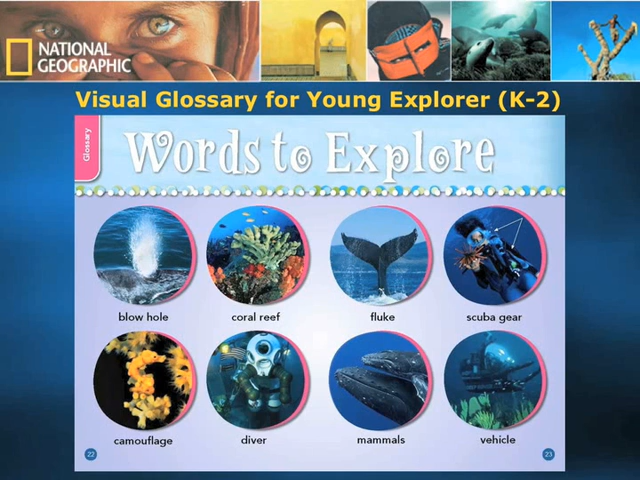 NATIONAL
GEOGRAPHIC
Visual Glossary for Young Explorer (K-2)
Glossary
Words to Explore
blow hole
coral reef
fluke
scuba gear
camouflage
diver
mammals
vehicle
22
23